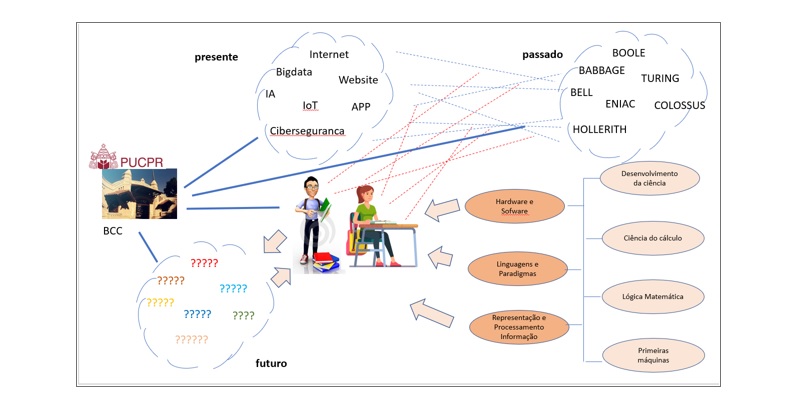 presente
Internet
Bigdata
Website
IA
IoT
APP
Ciberseguranca
passado
BOOLE
BABBAGE
TURING
BELL
ENIAC
COLOSSUS
HOLLERITH
PUCPR
BCC
Hardware e
Sofware
Linguagens e
Paradigmas
Representação e
Processamento
Informação
Desenvolvimento
da ciência
Ciência do cálculo
Lógica Matemática
Primeiras
máquinas
?????
?????
?????
?????
?????
????
??????
futuro